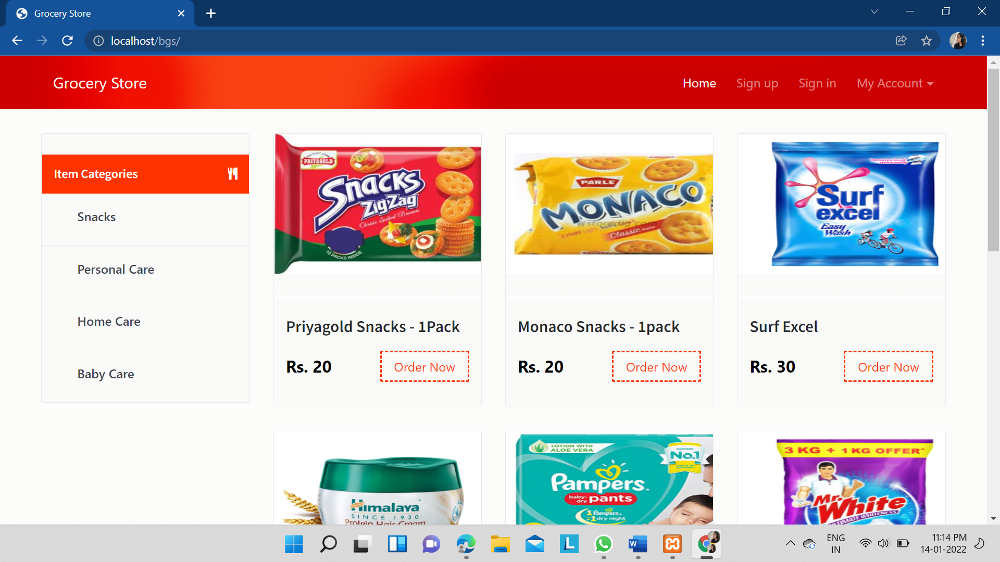 Grocery Store
localhost/bgs/
Grocery Store
Home
Sign up
Sign in
My Account
Item Categories
Snacks
Personal Care
Home Care
Baby Care
PRIYAGOLD
Snacks
ZigZag
Classic Salted Biscuits
10 PACKS INSIDE
Priyagold Snacks - 1Pack
Rs. 20
Order Now
PARLE
MONACO
Classic Regular
Monaco Snacks - 1pack
Rs. 20
Order Now
Surf
excel
Easy
Wash
Surf Excel
Rs. 30
Order Now
Himalaya
SINCE 1930
Protein Hair Cream
LOTION WITH
ALOE VERA
PAMPERS
No.1
Pampers
baby-dry pants
1 Pampers
=1 dry night
3 KG + 1 KG OFFER^
Mr.
White
ULTIMATE WHITENESS
ENG
IN
11:14 PM
14-01-2022